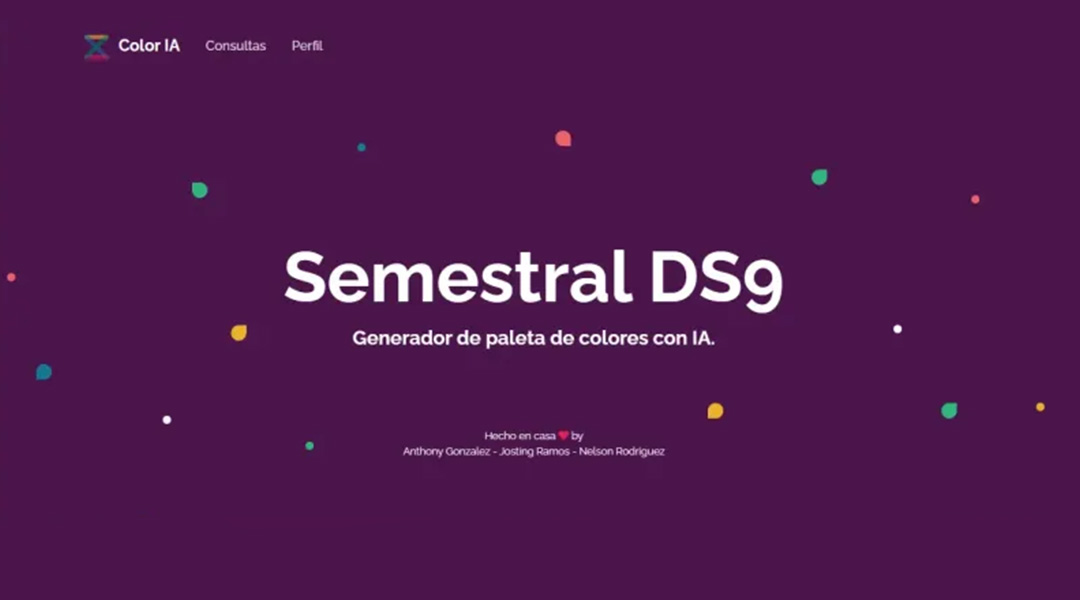 Color IA Consultas Perfil
Semestral DS9
Generador de paleta de colores con IA.
Hecho en casa ❤ by
Anthony Gonzalez - Josting Ramos - Nelson Rodriguez